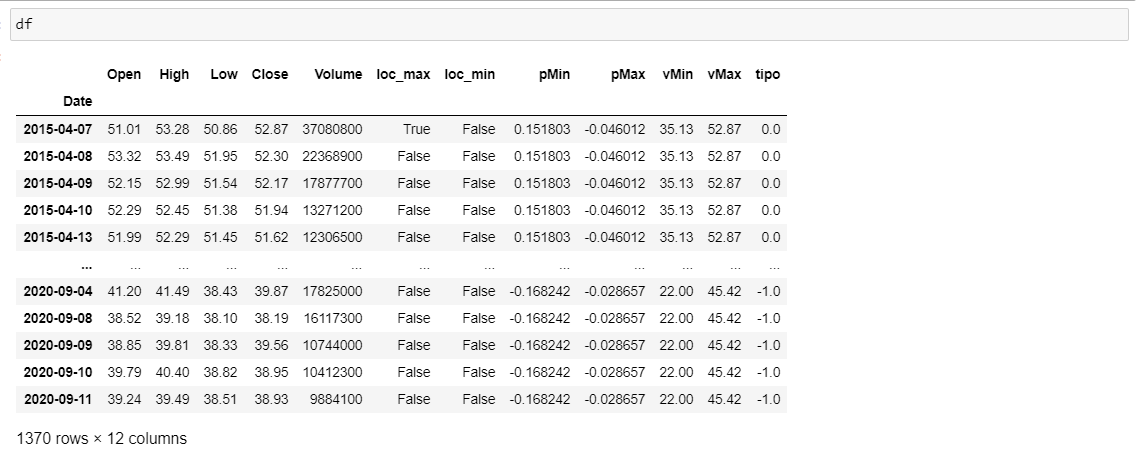 df
Open High Low Close Volume loc_max loc_min pMin pMax vMin vMax tipo
Date
2015-04-07 51.01 53.28 50.86 52.87 37080800 True False 0.151803 -0.046012 35.13 52.87 0.0
2015-04-08 53.32 53.49 51.95 52.30 22368900 False False 0.151803 -0.046012 35.13 52.87 0.0
2015-04-09 52.15 52.99 51.54 52.17 17877700 False False 0.151803 -0.046012 35.13 52.87 0.0
2015-04-10 52.29 52.45 51.38 51.94 13271200 False False 0.151803 -0.046012 35.13 52.87 0.0
2015-04-13 51.99 52.29 51.45 51.62 12306500 False False 0.151803 -0.046012 35.13 52.87 0.0
... ... ... ... ... ... ... ... ... ... ... ... ...
2020-09-04 41.20 41.49 38.43 39.87 17825000 False False -0.168242 -0.028657 22.00 45.42 -1.0
2020-09-08 38.52 39.18 38.10 38.19 16117300 False False -0.168242 -0.028657 22.00 45.42 -1.0
2020-09-09 38.85 39.81 38.33 39.56 10744000 False False -0.168242 -0.028657 22.00 45.42 -1.0
2020-09-10 39.79 40.40 38.82 38.95 10412300 False False -0.168242 -0.028657 22.00 45.42 -1.0
2020-09-11 39.24 39.49 38.51 38.93 9884100 False False -0.168242 -0.028657 22.00 45.42 -1.0
1370 rows × 12 columns